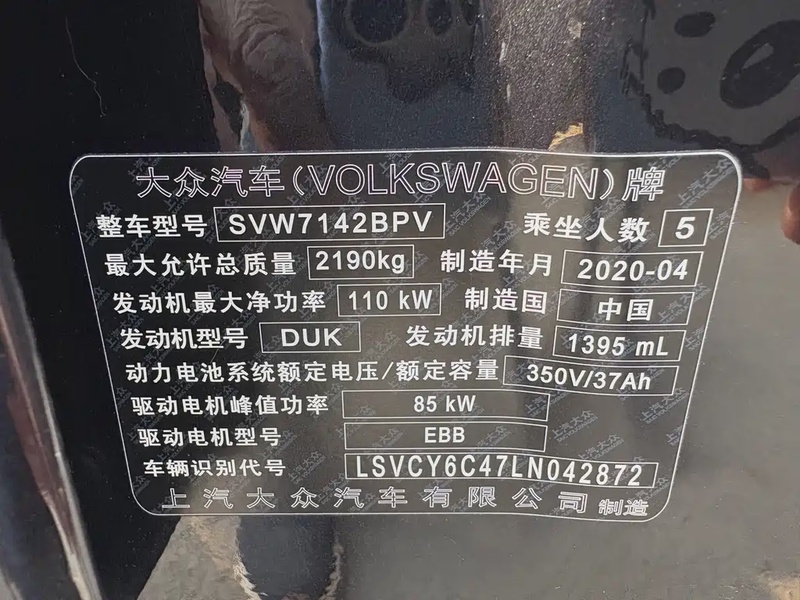 大众汽车(VOLKSWAGEN)牌
整车型号 SVW7142BPV 乘坐人数 5
最大允许总质量 2190kg 制造年月 2020-04
发动机最大净功率 110 kW 制造国 中国
发动机型号 DUK 发动机排量 1395 mL
动力电池系统额定电压/额定容量 350V/37Ah
驱动电机峰值功率 85 kW
驱动电机型号 EBB
车辆识别代号 LSVCY6C47LN042872
上汽大众汽车有限公司 制造